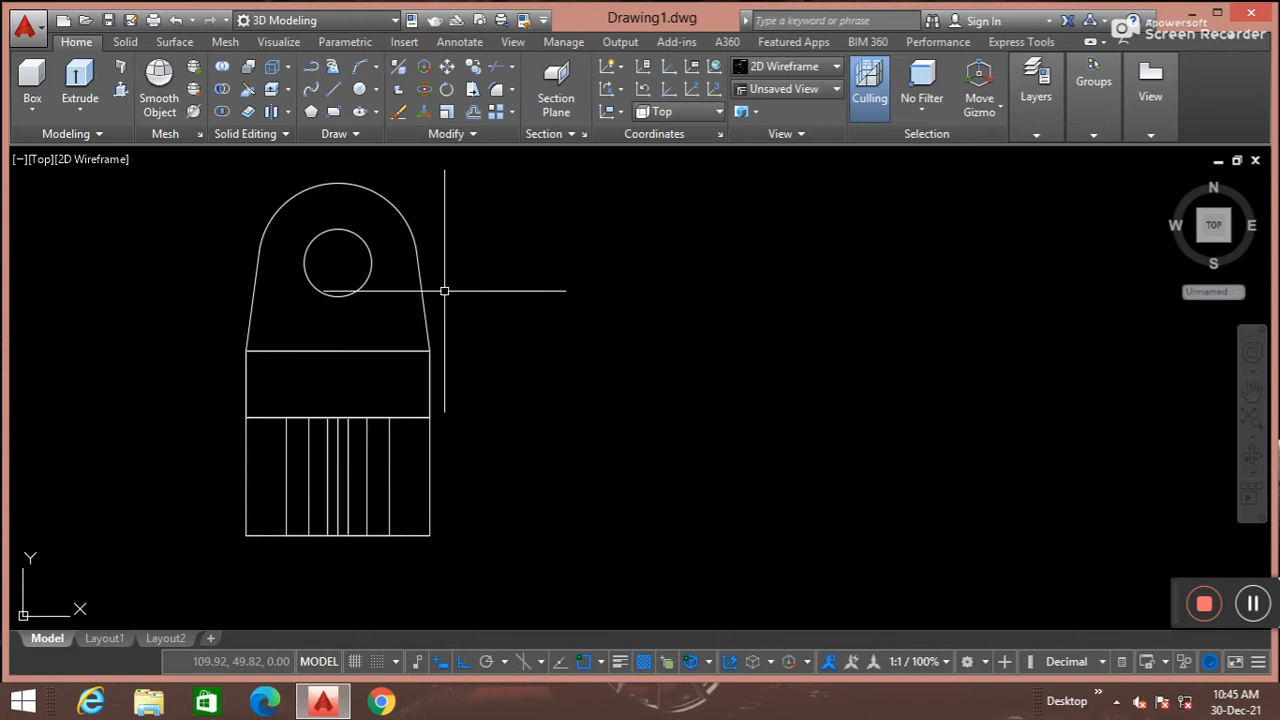 3D Modeling
Drawing1.dwg
Type a keyword or phrase
Sign In
Apowersoft
Screen Recorder
Home Solid Surface Mesh Visualize Parametric Insert Annotate View Manage Output Add-ins A360 Featured Apps BIM 360 Performance Express Tools
Box
Extrude
Smooth
Object
Section
Plane
2D Wireframe
Unsaved View
Top
Culling
No Filter
Move
Gizmo
Layers
Groups
View
Modeling
Mesh
Solid Editing
Draw
Modify
Section
Coordinates
View
Selection
[−][Top][2D Wireframe]
N
W
TOP
E
S
Unnamed
Y
X
Model
Layout1
Layout2
109.92, 49.82, 0.00
MODEL
1:1 / 100%
Decimal
Desktop
10:45 AM
30-Dec-21